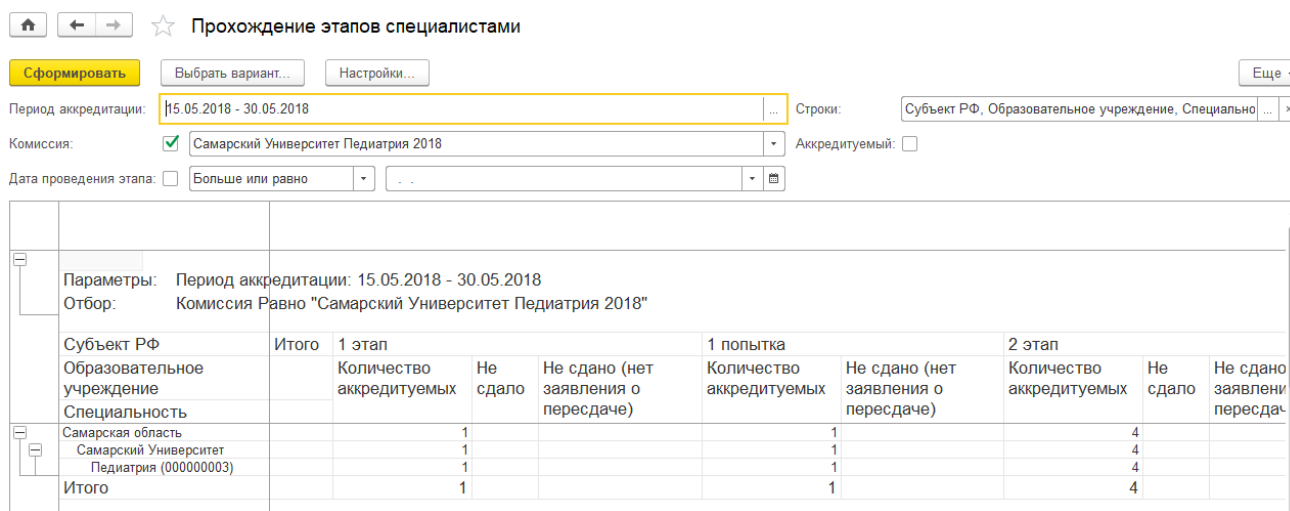 Прохождение этапов специалистами
Сформировать Выбрать вариант... Настройки... Еще
Период аккредитации: 15.05.2018 - 30.05.2018 ... Строки: Субъект РФ, Образовательное учреждение, Специально ... ×
Комиссия: Самарский Университет Педиатрия 2018 Аккредитуемый:
Дата проведения этапа: Больше или равно . .
Параметры: Период аккредитации: 15.05.2018 - 30.05.2018
Отбор: Комиссия Равно "Самарский Университет Педиатрия 2018"
Субъект РФ Итого 1 этап 1 попытка 2 этап
Образовательное Количество Не Не сдано (нет Количество Не сдано (нет Количество Не Не сдано
учреждение аккредитуемых сдало заявления о аккредитуемых заявления о аккредитуемых сдало заявлени
Специальность пересдаче) пересдаче) пересдач
Самарская область 1 1 4
Самарский Университет 1 1 4
Педиатрия (000000003) 1 1 4
Итого 1 1 4